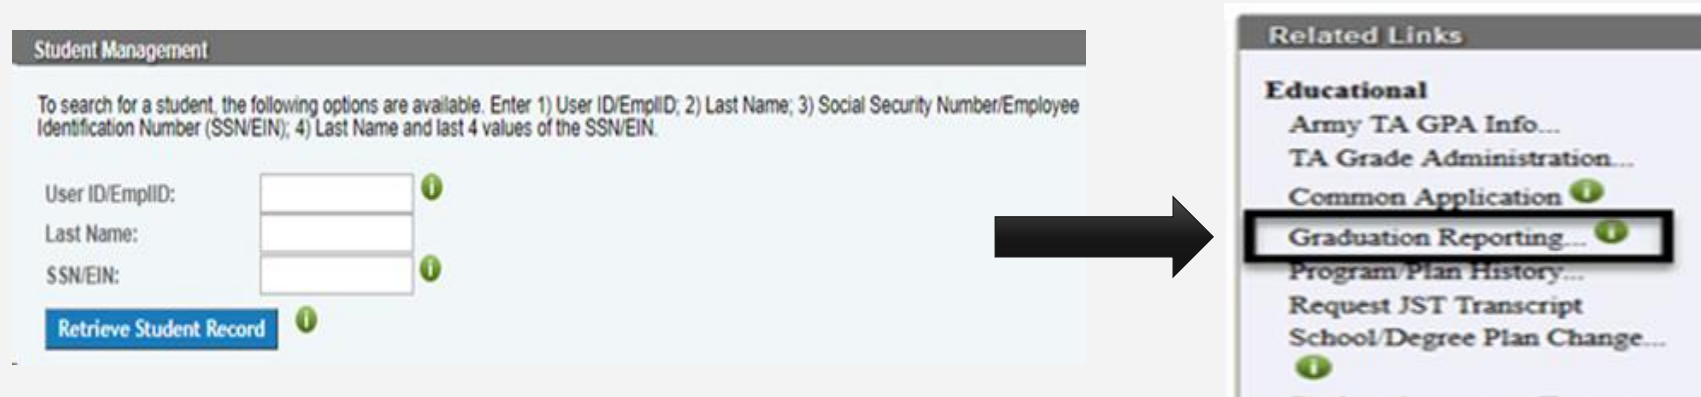 Student Management
To search for a student, the following options are available. Enter 1) User ID/EmplID; 2) Last Name; 3) Social Security Number/Employee
Identification Number (SSN/EIN); 4) Last Name and last 4 values of the SSN/EIN.
User ID/EmplID:
Last Name:
SSN/EIN:
Retrieve Student Record
Related Links
Educational
Army TA GPA Info...
TA Grade Administration...
Common Application
Graduation Reporting...
Program/Plan History...
Request JST Transcript
School/Degree Plan Change...